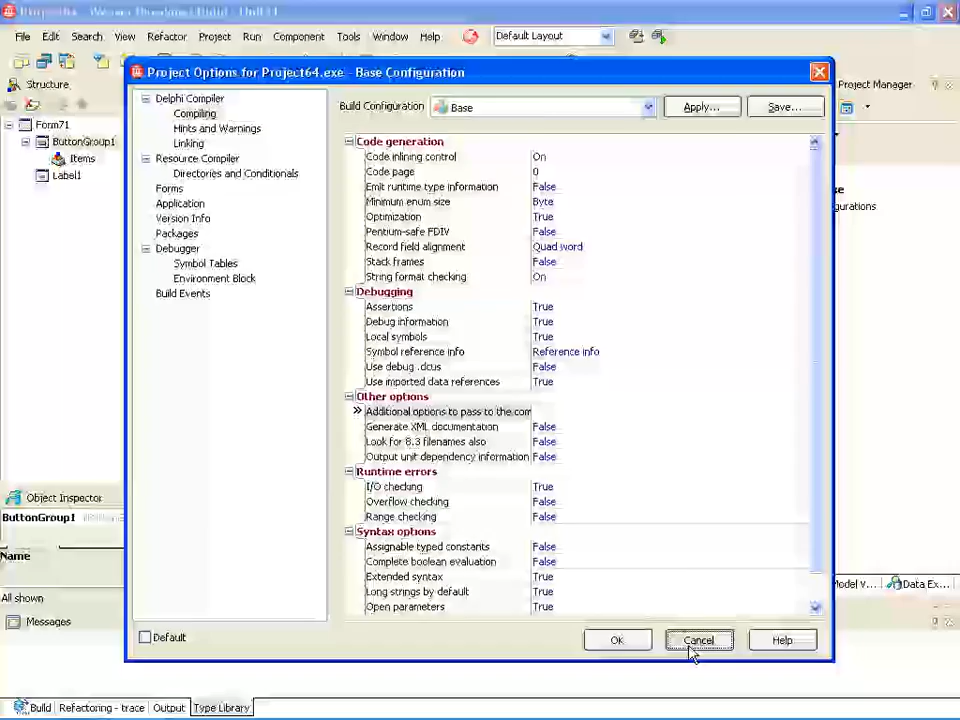 File Edit Search View Refactor Project Run Component Tools Window Help Default Layout
Structure
Form71
ButtonGroup1
Items
Label1
Object Inspector
ButtonGroup1
Name
All shown
Messages
Build Refactoring - trace Output Type Library
Project Manager
Model v... Data Ex...
Project Options for Project64.exe - Base Configuration
Delphi Compiler
Compiling
Hints and Warnings
Linking
Resource Compiler
Directories and Conditionals
Forms
Application
Version Info
Packages
Debugger
Symbol Tables
Environment Block
Build Events
Build Configuration Base Apply... Save...
Code generation
Code inlining control On
Code page 0
Emit runtime type information False
Minimum enum size Byte
Optimization True
Pentium-safe FDIV False
Record field alignment Quad word
Stack frames False
String format checking On
Debugging
Assertions True
Debug information True
Local symbols True
Symbol reference info Reference info
Use debug .dcus False
Use imported data references True
Other options
Additional options to pass to the com
Generate XML documentation False
Look for 8.3 filenames also False
Output unit dependency information False
Runtime errors
I/O checking True
Overflow checking False
Range checking False
Syntax options
Assignable typed constants False
Complete boolean evaluation False
Extended syntax True
Long strings by default True
Open parameters True
Default
OK Cancel Help